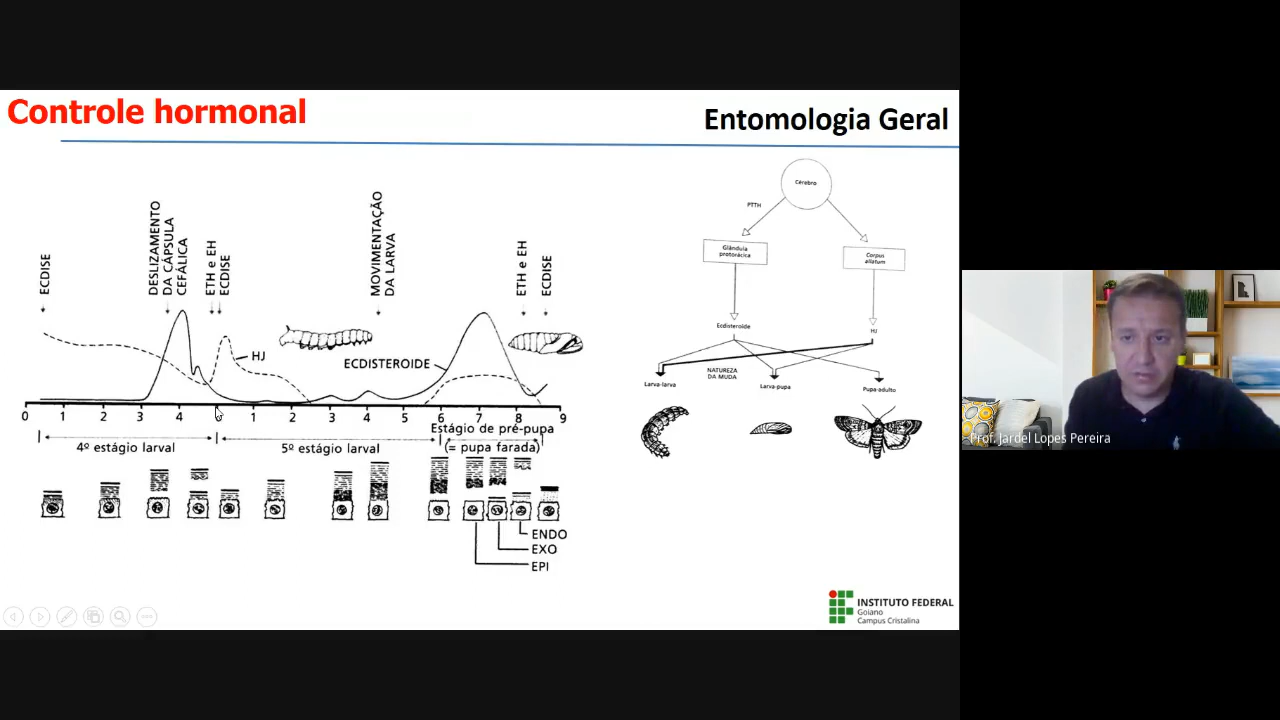 Controle hormonal
Entomologia Geral
ECDISE
DESLIZAMENTO
DA CÁPSULA
CEFÁLICA
ETH e EH
ECDISE
MOVIMENTAÇÃO
DA LARVA
ETH e EH
ECDISE
HJ
ECDISTEROIDE
0 1 2 3 4 0 1 2 3 4 5 6 7 8 9
Estágio de pré-pupa
(= pupa farada)
4º estágio larval
5º estágio larval
ENDO
EXO
EPI
Cérebro
PTTH
Glândula
protorácica
Corpus
allatum
Ecdisteroide
HJ
NATUREZA
DA MUDA
Larva-larva
Larva-pupa
Pupa-adulto
INSTITUTO FEDERAL
Goiano
Campus Cristalina
Prof. Jardel Lopes Pereira